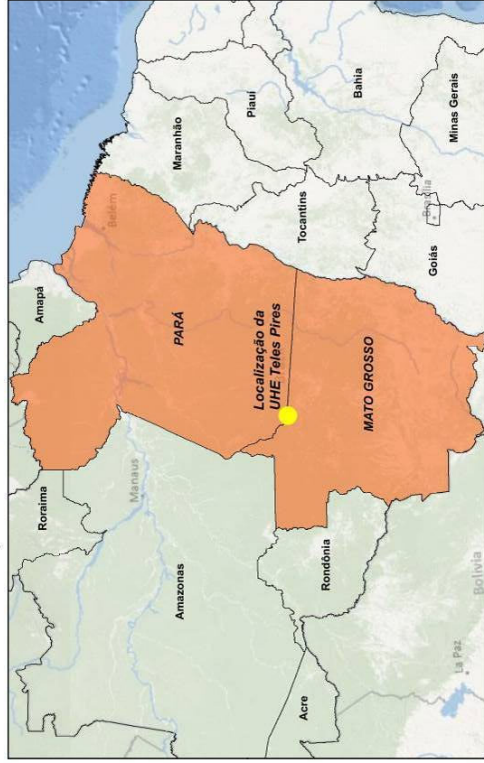 Amapá
Roraima
Belém
Manaus
PARÁ
Maranhão
Piauí
Amazonas
Localização da
UHE Teles Pires
Tocantins
Bahia
Acre
Rondônia
MATO GROSSO
Goiás
Brasília
Minas Gerais
La Paz
Bolivia